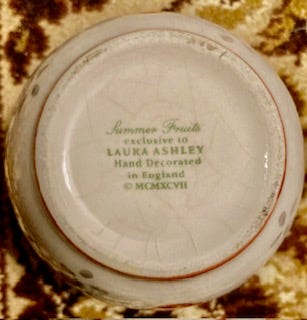 Summer Fruits
exclusive to
LAURA ASHLEY
Hand Decorated
in England
© MCMXCVII